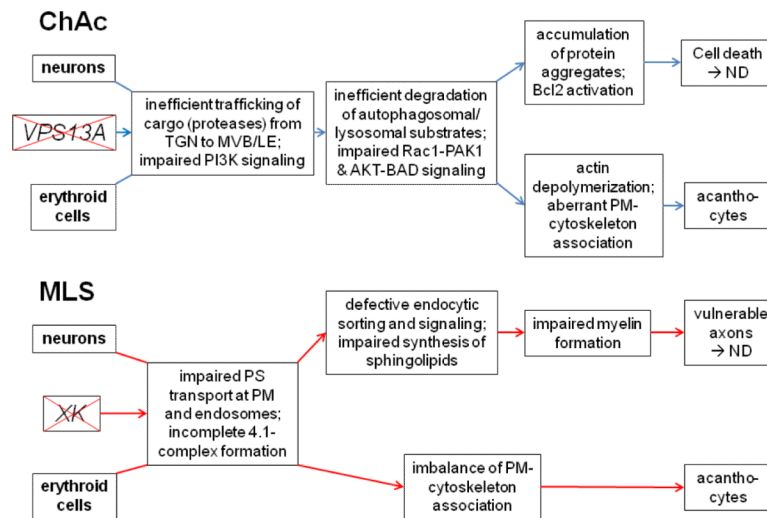 ChAc
neurons
VPS13A
erythroid
cells
inefficient trafficking of
cargo (proteases) from
TGN to MVB/LE;
impaired PI3K signaling
inefficient degradation
of autophagosomal/
lysosomal substrates;
impaired Rac1-PAK1
& AKT-BAD signaling
accumulation
of protein
aggregates;
Bcl2 activation
Cell death
→ ND
actin
depolymerization;
aberrant PM-
cytoskeleton
association
acantho-
cytes
MLS
neurons
XK
erythroid
cells
impaired PS
transport at PM
and endosomes;
incomplete 4.1-
complex formation
defective endocytic
sorting and signaling;
impaired synthesis of
sphingolipids
impaired myelin
formation
vulnerable
axons
→ ND
imbalance of PM-
cytoskeleton
association
acantho-
cytes